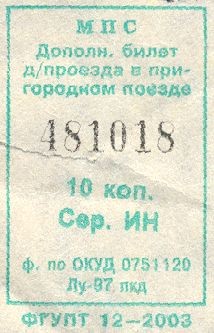 МПС
Дополн. билет
д/проезда в при-
городном поезде
481018
10 коп.
Сер. ИН
ф. по ОКУД 0751120
Лу-97 пкд
ФГУПТ 12–2003